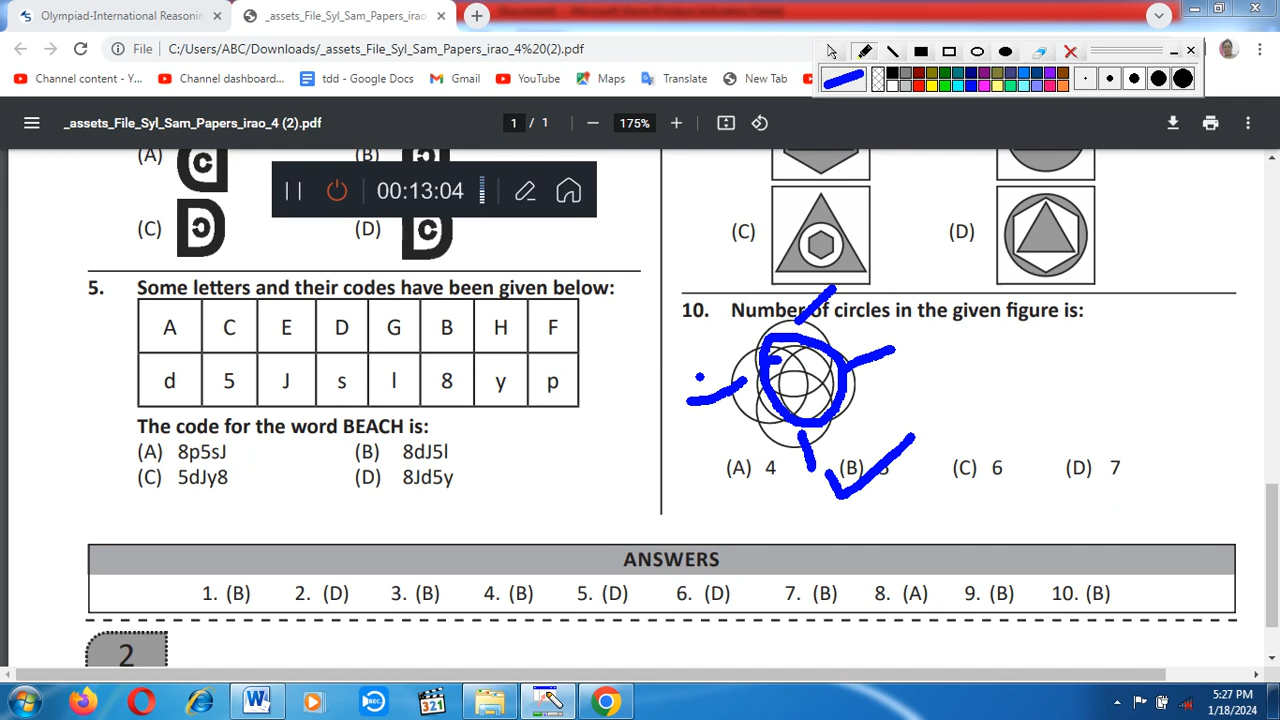 Olympiad-International Reasonin
_assets_File_Syl_Sam_Papers_irao_
File
C:/Users/ABC/Downloads/_assets_File_Syl_Sam_Papers_irao_4%20(2).pdf
Channel content - Y...
Channel dashboard...
bdd - Google Docs
Gmail
YouTube
Maps
Translate
New Tab
_assets_File_Syl_Sam_Papers_irao_4 (2).pdf
1 / 1
175%
(A)
(B)
00:13:04
(C)
(D)
5. Some letters and their codes have been given below:
A C E D G B H F
d 5 J s l 8 y p
The code for the word BEACH is:
(A) 8p5sJ (B) 8dJ5l
(C) 5dJy8 (D) 8Jd5y
(C)
(D)
10. Number of circles in the given figure is:
(A) 4 (B) (C) 6 (D) 7
ANSWERS
1. (B) 2. (D) 3. (B) 4. (B) 5. (D) 6. (D) 7. (B) 8. (A) 9. (B) 10. (B)
2
5:27 PM
1/18/2024